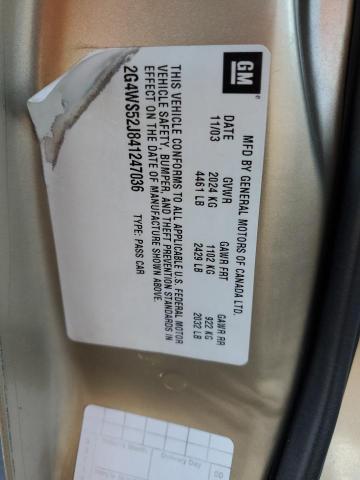 GM
MFD BY GENERAL MOTORS OF CANADA LTD.
DATE GVWR GAWR FRT GAWR RR
11/03 2024 KG 1102 KG 922 KG
4461 LB 2429 LB 2032 LB
THIS VEHICLE CONFORMS TO ALL APPLICABLE U.S. FEDERAL MOTOR
VEHICLE SAFETY, BUMPER, AND THEFT PREVENTION STANDARDS IN
EFFECT ON THE DATE OF MANUFACTURE SHOWN ABOVE.
2G4WS52J841247036 TYPE: PASS CAR